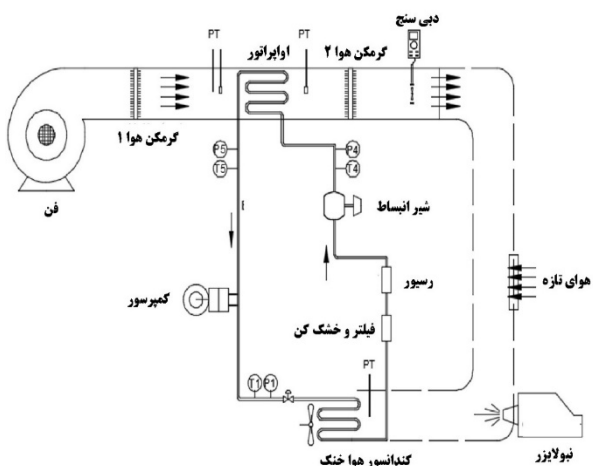 دبی سنج
PT
اواپراتور
PT
گرمکن هوا ۲
گرمکن هوا ۱
فن
P5
T5
P4
T4
شیر انبساط
هوای تازه
رسیور
کمپرسور
فیلتر و خشک کن
PT
T1
P1
کندانسور هوا خنک
نبولایزر